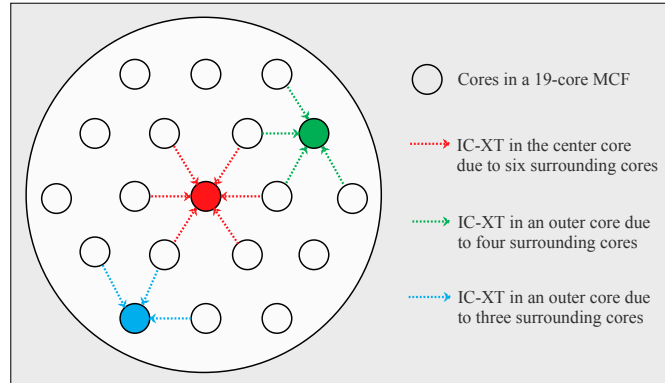 Cores in a 19-core MCF
IC-XT in the center core
due to six surrounding cores
IC-XT in an outer core due
to four surrounding cores
IC-XT in an outer core due
to three surrounding cores